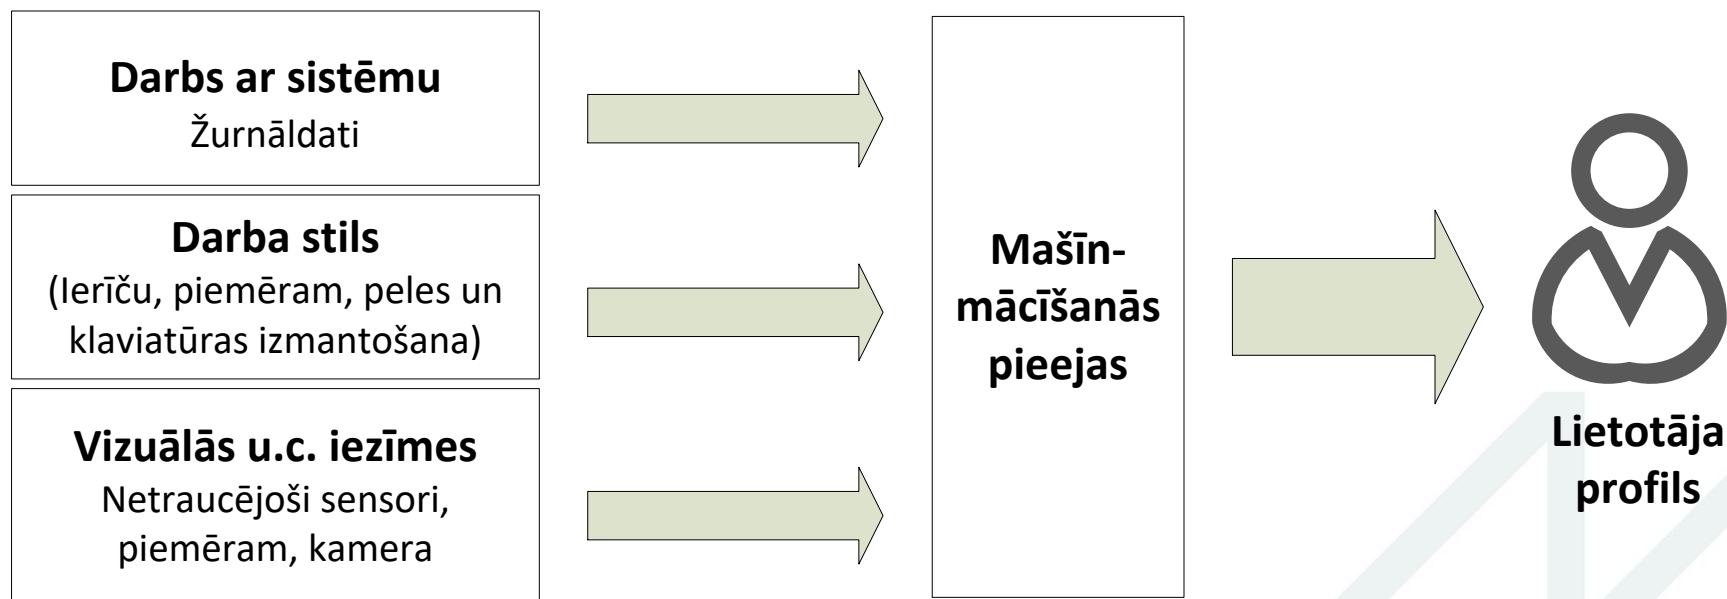 Darbs ar sistēmu
Žurnāldati
Darba stils
(Ierīču, piemēram, peles un
klaviatūras izmantošana)
Vizuālās u.c. iezīmes
Netraucējoši sensori,
piemēram, kamera
Mašīn-
mācīšanās
pieejas
Lietotāja
profils